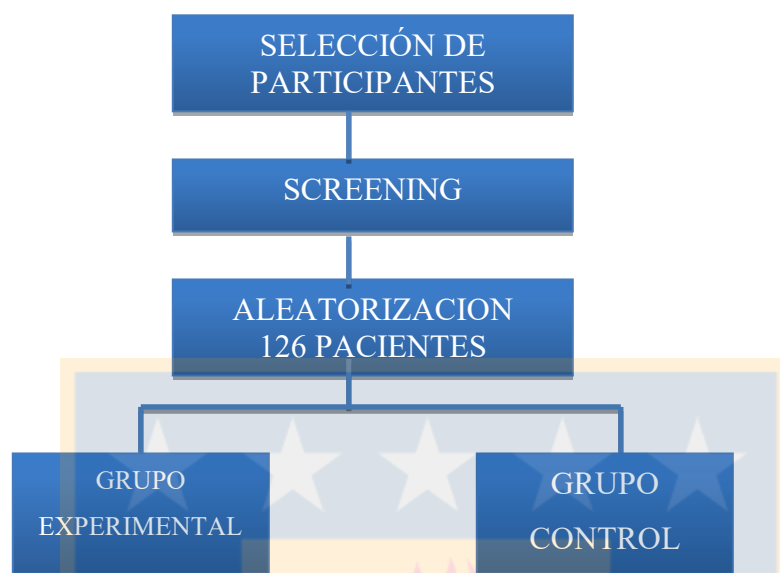 SELECCIÓN DE
PARTICIPANTES
SCREENING
ALEATORIZACION
126 PACIENTES
GRUPO
EXPERIMENTAL
GRUPO
CONTROL